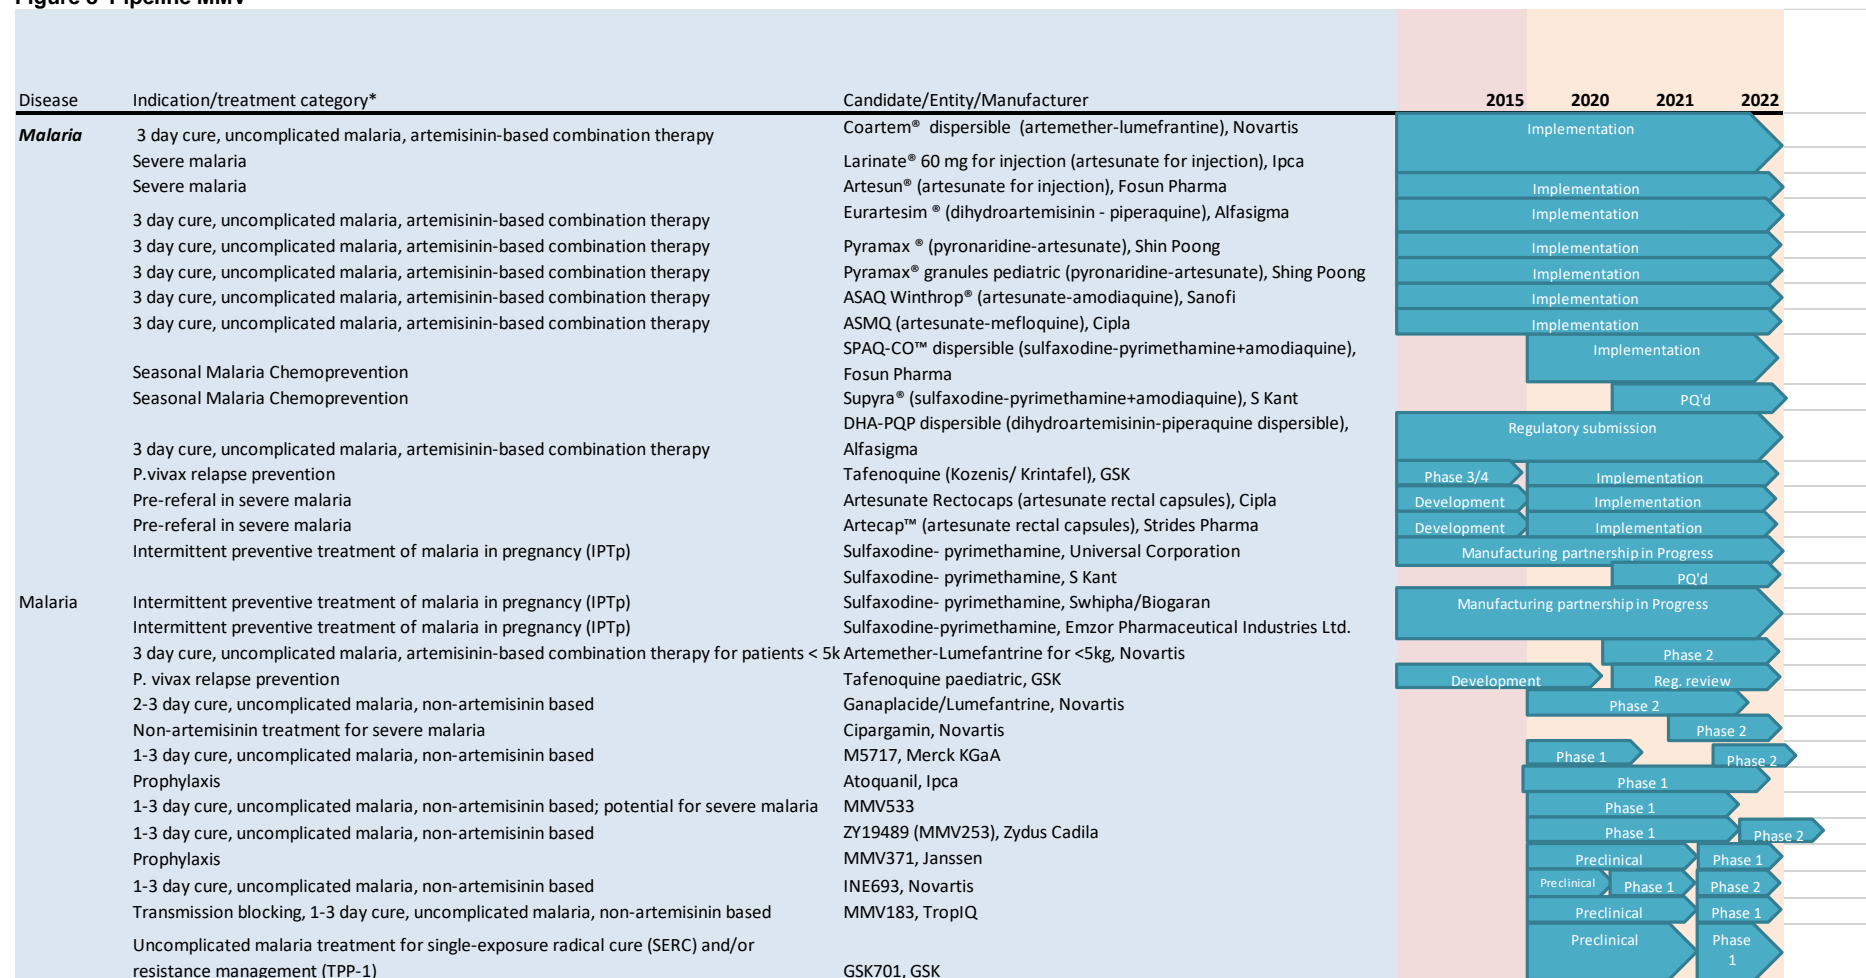 Figure 8 Pipeline MMV
Disease Indication/treatment category* Candidate/Entity/Manufacturer 2015 2020 2021 2022
Malaria 3 day cure, uncomplicated malaria, artemisinin-based combination therapy Coartem® dispersible (artemether-lumefrantine), Novartis Implementation
Severe malaria Larinate® 60 mg for injection (artesunate for injection), Ipca
Severe malaria Artesun® (artesunate for injection), Fosun Pharma Implementation
3 day cure, uncomplicated malaria, artemisinin-based combination therapy Eurartesim ® (dihydroartemisinin - piperaquine), Alfasigma Implementation
3 day cure, uncomplicated malaria, artemisinin-based combination therapy Pyramax ® (pyronaridine-artesunate), Shin Poong Implementation
3 day cure, uncomplicated malaria, artemisinin-based combination therapy Pyramax® granules pediatric (pyronaridine-artesunate), Shing Poong Implementation
3 day cure, uncomplicated malaria, artemisinin-based combination therapy ASAQ Winthrop® (artesunate-amodiaquine), Sanofi Implementation
3 day cure, uncomplicated malaria, artemisinin-based combination therapy ASMQ (artesunate-mefloquine), Cipla Implementation
SPAQ-CO™ dispersible (sulfaxodine-pyrimethamine+amodiaquine), Implementation
Seasonal Malaria Chemoprevention Fosun Pharma
Seasonal Malaria Chemoprevention Supyra® (sulfaxodine-pyrimethamine+amodiaquine), S Kant PQ'd
DHA-PQP dispersible (dihydroartemisinin-piperaquine dispersible), Regulatory submission
3 day cure, uncomplicated malaria, artemisinin-based combination therapy Alfasigma
P.vivax relapse prevention Tafenoquine (Kozenis/ Krintafel), GSK Phase 3/4 Implementation
Pre-referal in severe malaria Artesunate Rectocaps (artesunate rectal capsules), Cipla Development Implementation
Pre-referal in severe malaria Artecap™ (artesunate rectal capsules), Strides Pharma Development Implementation
Intermittent preventive treatment of malaria in pregnancy (IPTp) Sulfaxodine- pyrimethamine, Universal Corporation Manufacturing partnership in Progress
Sulfaxodine- pyrimethamine, S Kant PQ'd
Malaria Intermittent preventive treatment of malaria in pregnancy (IPTp) Sulfaxodine- pyrimethamine, Swhipha/Biogaran Manufacturing partnership in Progress
Intermittent preventive treatment of malaria in pregnancy (IPTp) Sulfaxodine-pyrimethamine, Emzor Pharmaceutical Industries Ltd.
3 day cure, uncomplicated malaria, artemisinin-based combination therapy for patients < 5k Artemether-Lumefantrine for <5kg, Novartis Phase 2
P. vivax relapse prevention Tafenoquine paediatric, GSK Development Reg. review
2-3 day cure, uncomplicated malaria, non-artemisinin based Ganaplacide/Lumefantrine, Novartis Phase 2
Non-artemisinin treatment for severe malaria Cipargamin, Novartis Phase 2
1-3 day cure, uncomplicated malaria, non-artemisinin based M5717, Merck KGaA Phase 1 Phase 2
Prophylaxis Atoquanil, Ipca Phase 1
1-3 day cure, uncomplicated malaria, non-artemisinin based; potential for severe malaria MMV533 Phase 1
1-3 day cure, uncomplicated malaria, non-artemisinin based ZY19489 (MMV253), Zydus Cadila Phase 1 Phase 2
Prophylaxis MMV371, Janssen Preclinical Phase 1
1-3 day cure, uncomplicated malaria, non-artemisinin based INE693, Novartis Preclinical Phase 1 Phase 2
Transmission blocking, 1-3 day cure, uncomplicated malaria, non-artemisinin based MMV183, TropIQ Preclinical Phase 1
Uncomplicated malaria treatment for single-exposure radical cure (SERC) and/or Preclinical Phase 1
resistance management (TPP-1) GSK701, GSK